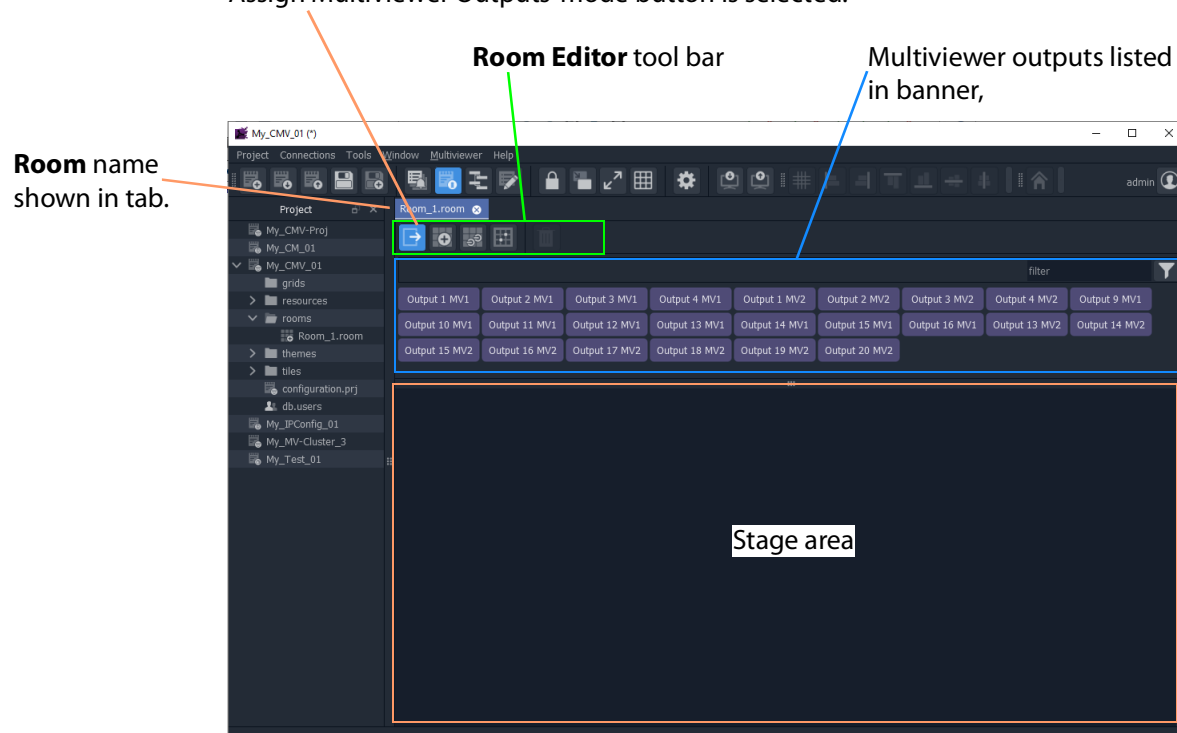 Assign Multiviewer Outputs' mode button is selected.
Room Editor tool bar
Multiviewer outputs listed
in banner,
Room name
shown in tab.
My_CMV_01 (*)
Project Connections Tools Window Multiviewer Help
admin
Project
Room_1.room
My_CMV-Proj
My_CM_01
My_CMV_01
grids
resources
rooms
Room_1.room
themes
tiles
configuration.prj
db.users
My_IPConfig_01
My_MV-Cluster_3
My_Test_01
filter
Output 1 MV1 Output 2 MV1 Output 3 MV1 Output 4 MV1 Output 1 MV2 Output 2 MV2 Output 3 MV2 Output 4 MV2 Output 9 MV1
Output 10 MV1 Output 11 MV1 Output 12 MV1 Output 13 MV1 Output 14 MV1 Output 15 MV1 Output 16 MV1 Output 13 MV2 Output 14 MV2
Output 15 MV2 Output 16 MV2 Output 17 MV2 Output 18 MV2 Output 19 MV2 Output 20 MV2
Stage area